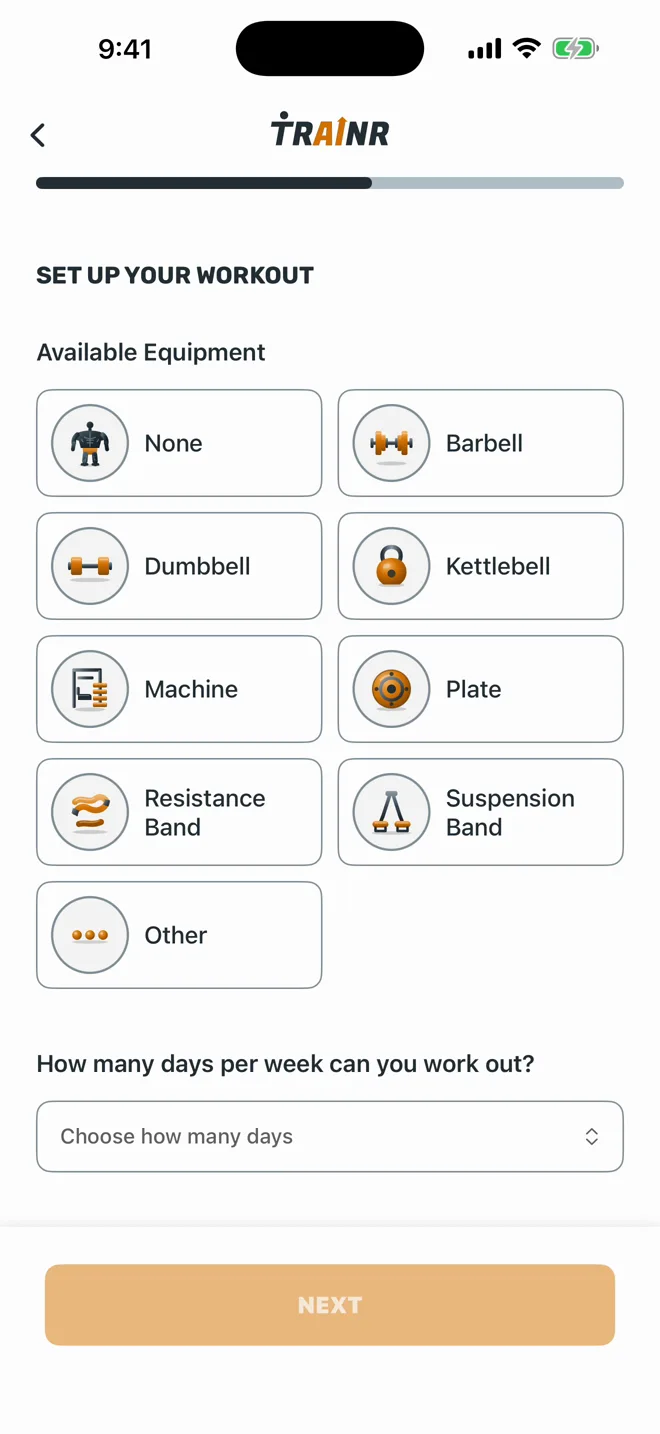 9:41
TRAINR
SET UP YOUR WORKOUT
Available Equipment
None
Barbell
Dumbbell
Kettlebell
Machine
Plate
Resistance
Band
Suspension
Band
Other
How many days per week can you work out?
Choose how many days
NEXT